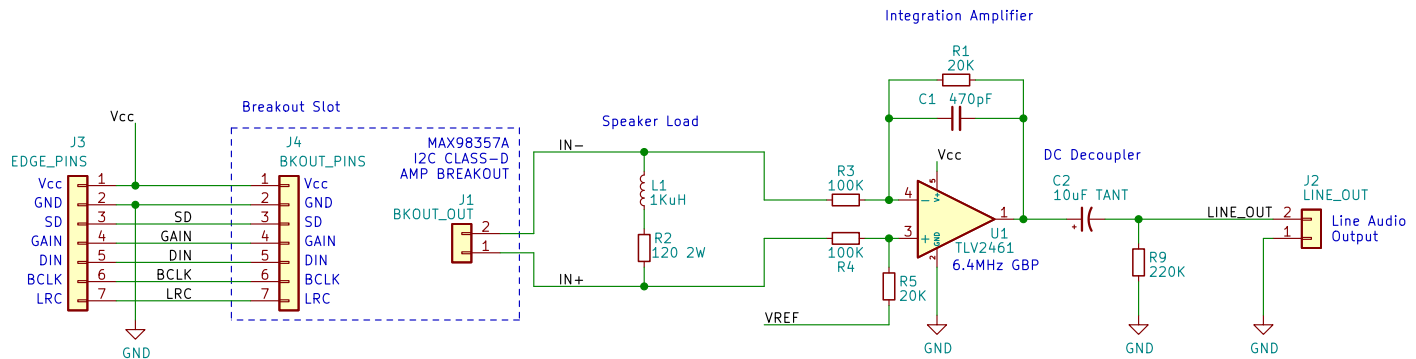 Integration Amplifier
R1
20K
C1 470pF
Breakout Slot
Vcc
Speaker Load
J3
EDGE_PINS
J4
BKOUT_PINS
MAX98357A
I2C CLASS-D
AMP BREAKOUT
IN-
Vcc
DC Decoupler
Vcc 1
GND 2
SD 3
GAIN 4
DIN 5
BCLK 6
LRC 7
SD
GAIN
DIN
BCLK
LRC
1 Vcc
2 GND
3 SD
4 GAIN
5 DIN
6 BCLK
7 LRC
J1
BKOUT_OUT
2
1
L1
1KuH
R2
120 2W
IN+
R3
100K
100K
R4
4
3
5
V+
-
+
GND
2
1
U1
TLV2461
6.4MHz GBP
R5
20K
VREF
C2
10uF TANT
+
R9
220K
LINE_OUT
J2
LINE_OUT
2
1
Line Audio
Output
GND
GND
GND
GND